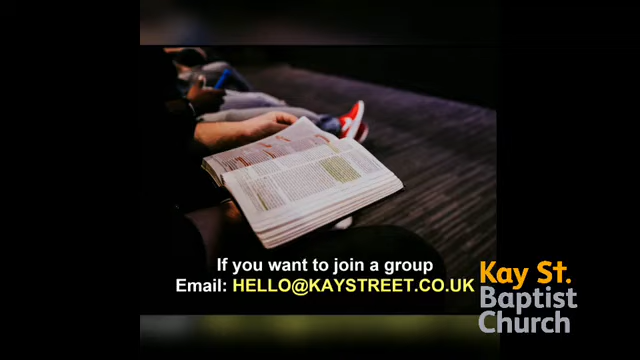 If you want to join a group
Email: HELLO@KAYSTREET.CO.UK
Kay St.
Baptist
Church